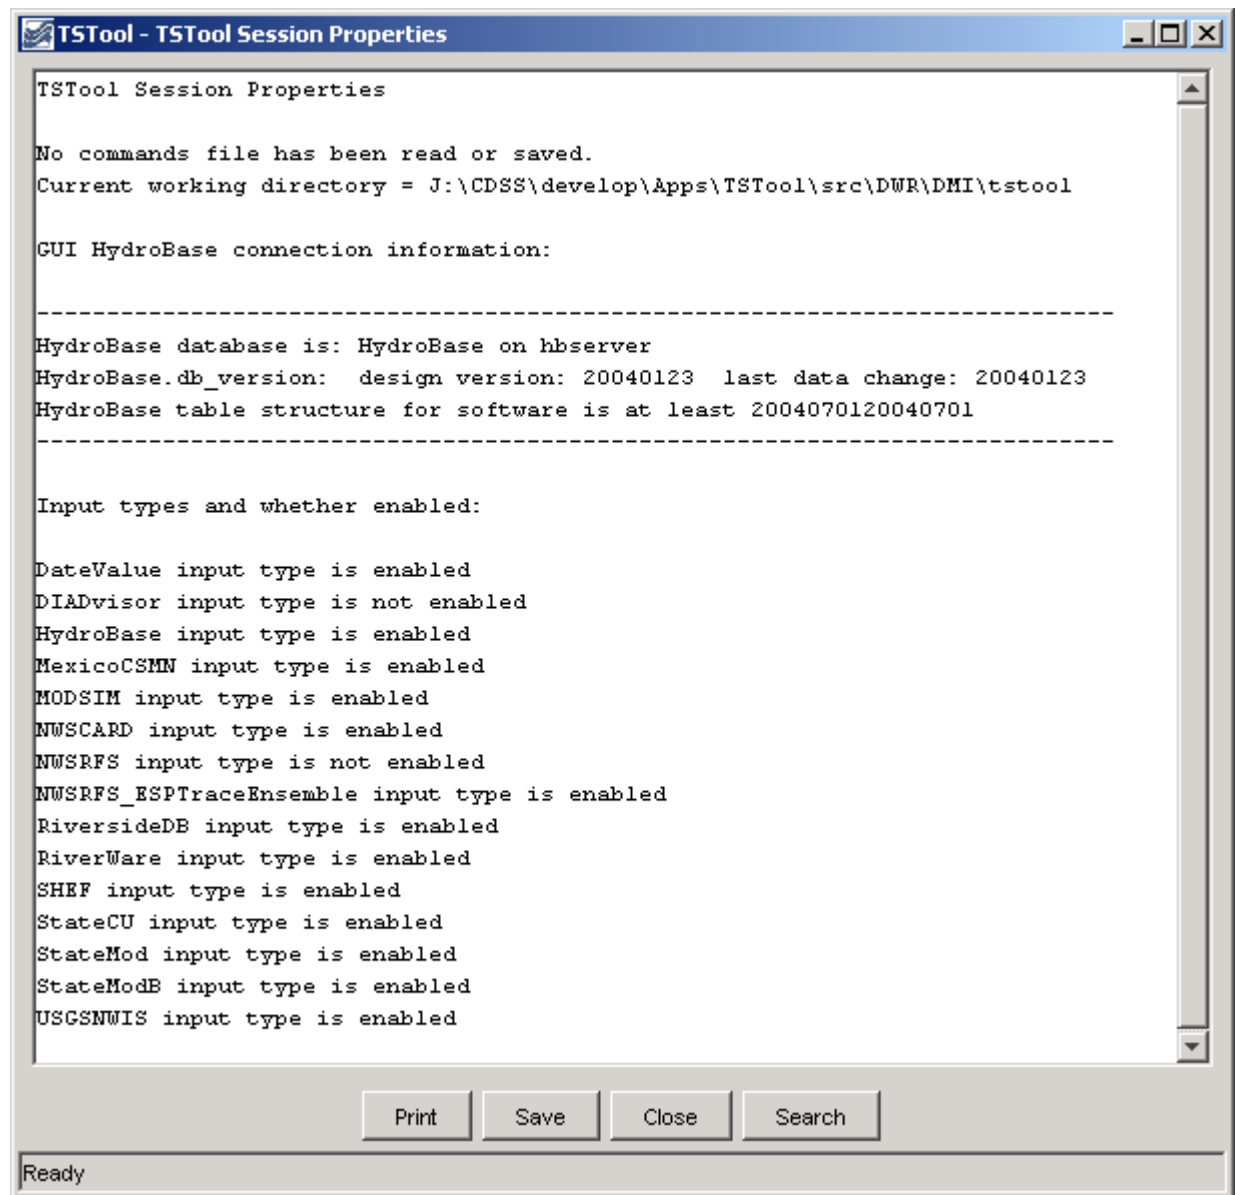 TSTool - TSTool Session Properties
TSTool Session Properties
No commands file has been read or saved.
Current working directory = J:\CDSS\develop\Apps\TSTool\src\DWR\DMI\tstool
GUI HydroBase connection information:
-----------------------------------------------------------------------------
HydroBase database is: HydroBase on hbserver
HydroBase.db_version:  design version: 20040123  last data change: 20040123
HydroBase table structure for software is at least 2004070120040701
-----------------------------------------------------------------------------
Input types and whether enabled:
DateValue input type is enabled
DIADvisor input type is not enabled
HydroBase input type is enabled
MexicoCSMN input type is enabled
MODSIM input type is enabled
NWSCARD input type is enabled
NWSRFS input type is not enabled
NWSRFS_ESPTraceEnsemble input type is enabled
RiversideDB input type is enabled
RiverWare input type is enabled
SHEF input type is enabled
StateCU input type is enabled
StateMod input type is enabled
StateModB input type is enabled
USGSNWIS input type is enabled
Print Save Close Search
Ready